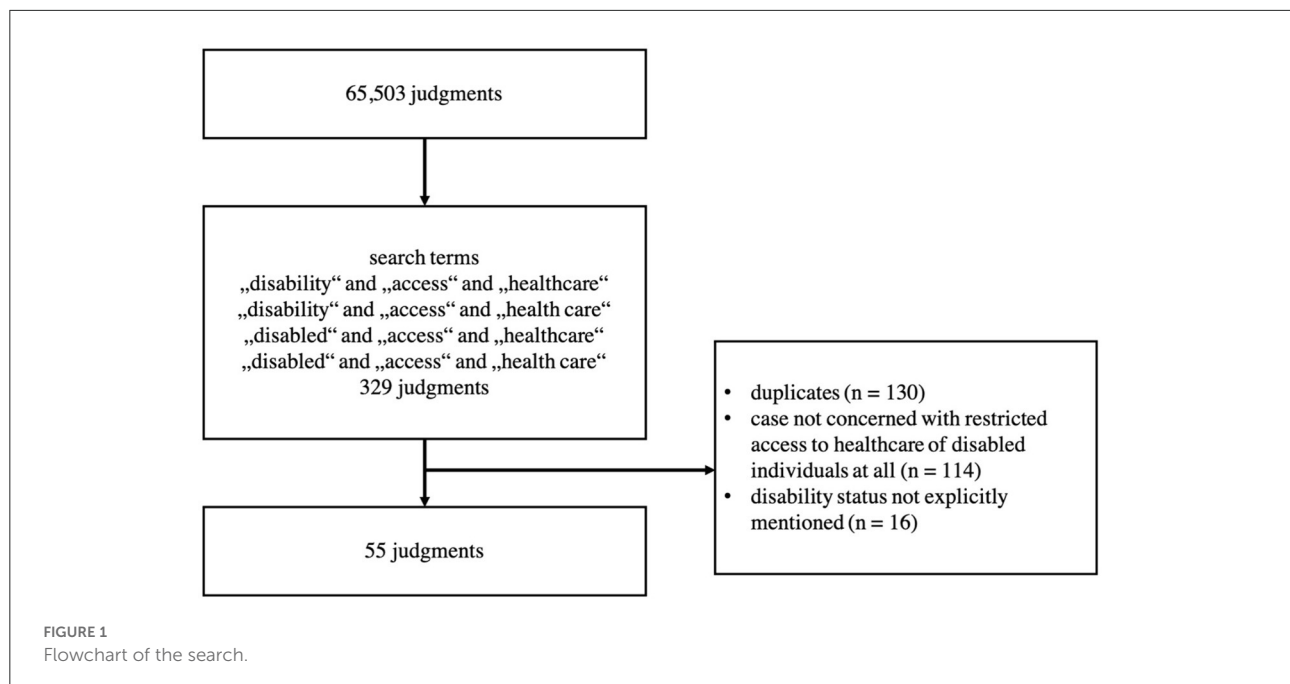 65,503 judgments
search terms
„disability“ and „access“ and „healthcare“
„disability“ and „access“ and „health care“
„disabled“ and „access“ and „healthcare“
„disabled“ and „access“ and „health care“
329 judgments
• duplicates (n = 130)
• case not concerned with restricted
access to healthcare of disabled
individuals at all (n = 114)
• disability status not explicitly
mentioned (n = 16)
55 judgments
FIGURE 1
Flowchart of the search.